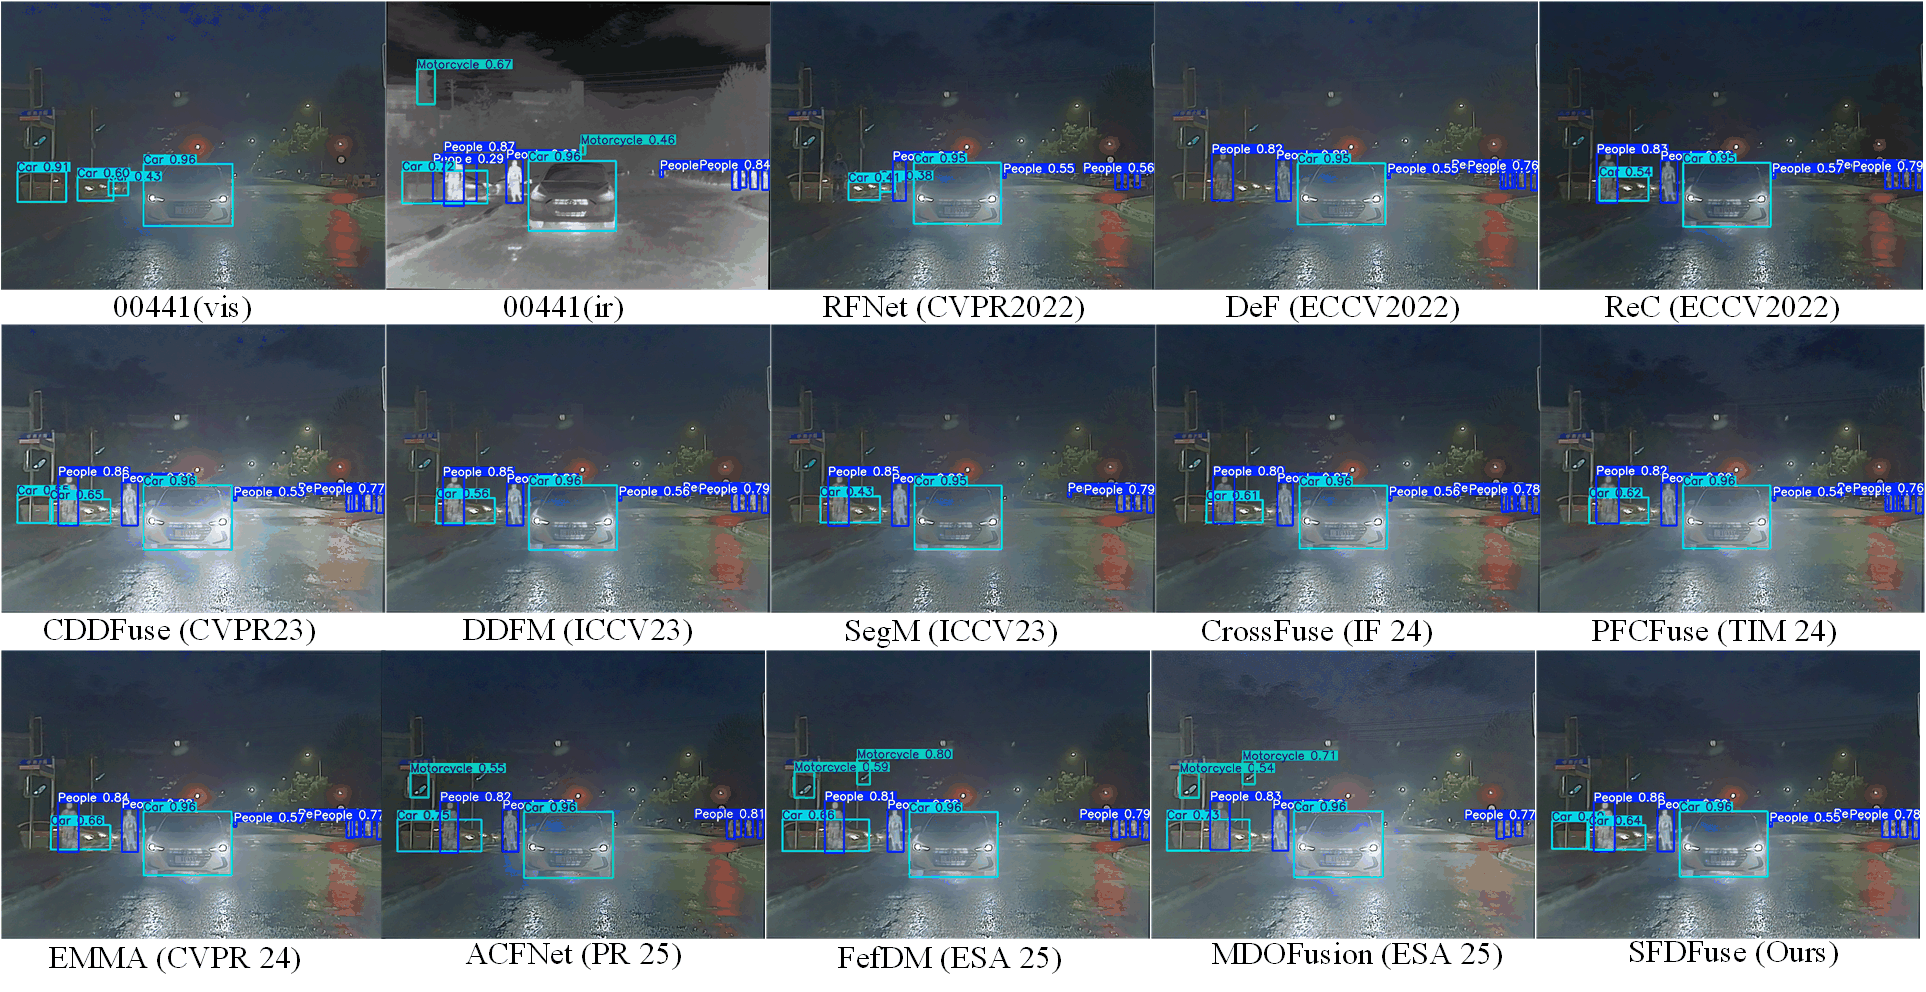 Car 0.91
Car 0.60
0.43
Car 0.96
00441(vis)
Motorcycle 0.67
Motorcycle 0.46
People 0.87
0.29
Car 0.96
People
People 0.84
00441(ir)
Car 0.95
0.38
People 0.55
People 0.56
RFNet (CVPR2022)
People 0.82
Car 0.95
People 0.55
People 0.76
DeF (ECCV2022)
People 0.83
Car 0.95
Car 0.54
People 0.57
People 0.79
ReC (ECCV2022)
People 0.86
Car 0.96
Car 0.65
People 0.53
People 0.77
CDDFuse (CVPR23)
People 0.85
Car 0.96
Car 0.56
People 0.56
People 0.79
DDFM (ICCV23)
People 0.85
Car 0.95
Car 0.43
People 0.79
SegM (ICCV23)
People 0.80
Car 0.96
Car 0.61
People 0.56
People 0.78
CrossFuse (IF 24)
People 0.82
Car 0.96
Car 0.62
People 0.54
People 0.76
PFCFuse (TIM 24)
People 0.84
Car 0.96
Car 0.66
People 0.57
People 0.77
EMMA (CVPR 24)
Motorcycle 0.55
People 0.82
Car 0.96
Car 0.75
People 0.81
ACFNet (PR 25)
Motorcycle 0.80
Motorcycle 0.59
People 0.81
Car 0.96
Car 0.66
People 0.79
FefDM (ESA 25)
Motorcycle 0.71
Motorcycle 0.54
People 0.83
Car 0.96
People 0.77
MDOFusion (ESA 25)
People 0.86
Car 0.96
Car 0.64
People 0.55
People 0.78
SFDFuse (Ours)